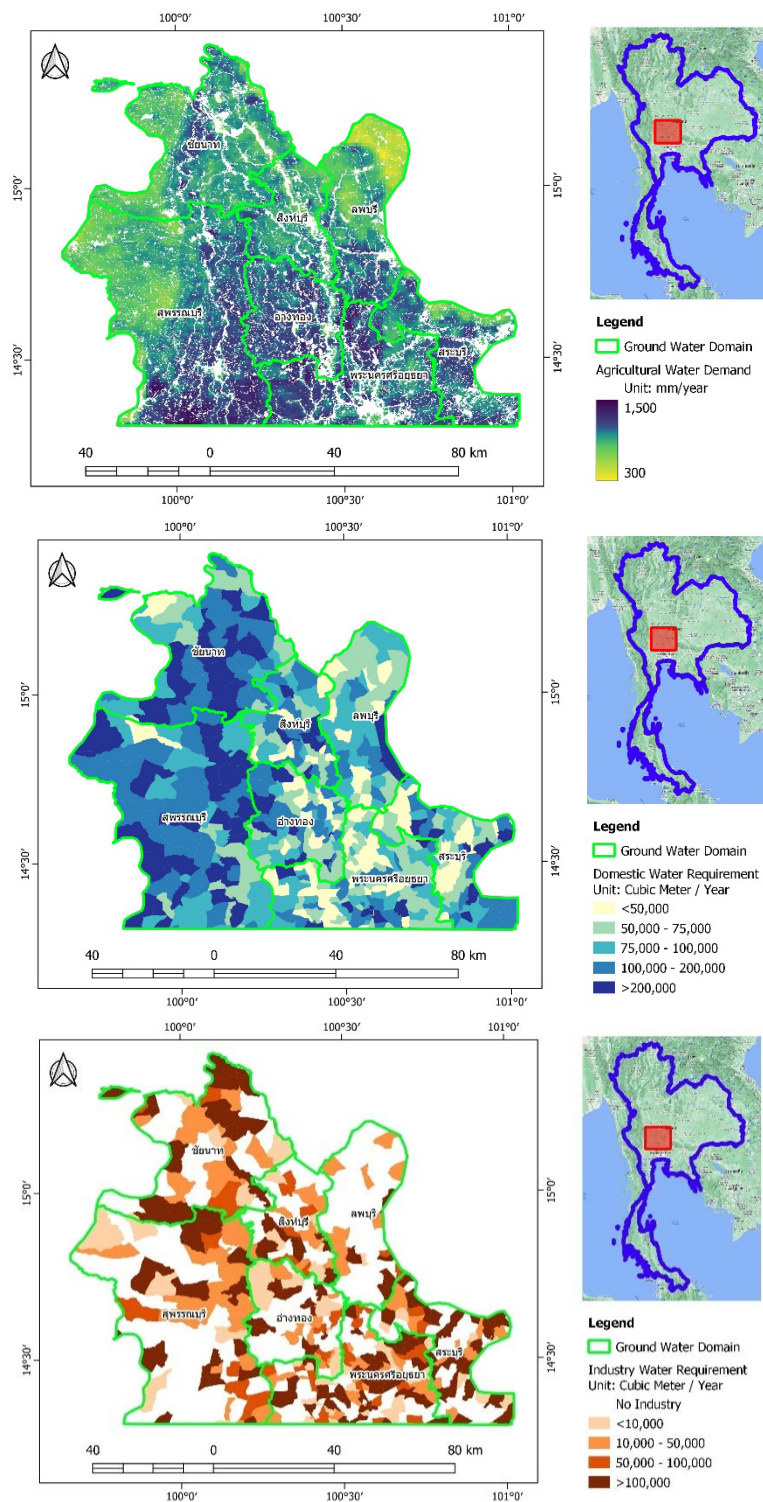 100°0′ 100°30′ 101°0′
15°0′
14°30′
ชัยนาท
สิงห์บุรี
ลพบุรี
สุพรรณบุรี
อ่างทอง
สระบุรี
พระนครศรีอยุธยา
15°0′
14°30′
40 0 40 80 km
100°0′ 100°30′ 101°0′
Legend
Ground Water Domain
Agricultural Water Demand
Unit: mm/year
1,500
300
100°0′ 100°30′ 101°0′
15°0′
14°30′
ชัยนาท
สิงห์บุรี
ลพบุรี
สุพรรณบุรี
อ่างทอง
สระบุรี
พระนครศรีอยุธยา
15°0′
14°30′
40 0 40 80 km
100°0′ 100°30′ 101°0′
Legend
Ground Water Domain
Domestic Water Requirement
Unit: Cubic Meter / Year
<50,000
50,000 - 75,000
75,000 - 100,000
100,000 - 200,000
>200,000
100°0′ 100°30′ 101°0′
15°0′
14°30′
ชัยนาท
สิงห์บุรี
ลพบุรี
สุพรรณบุรี
อ่างทอง
สระบุรี
พระนครศรีอยุธยา
15°0′
14°30′
40 0 40 80 km
100°0′ 100°30′ 101°0′
Legend
Ground Water Domain
Industry Water Requirement
Unit: Cubic Meter / Year
No Industry
<10,000
10,000 - 50,000
50,000 - 100,000
>100,000